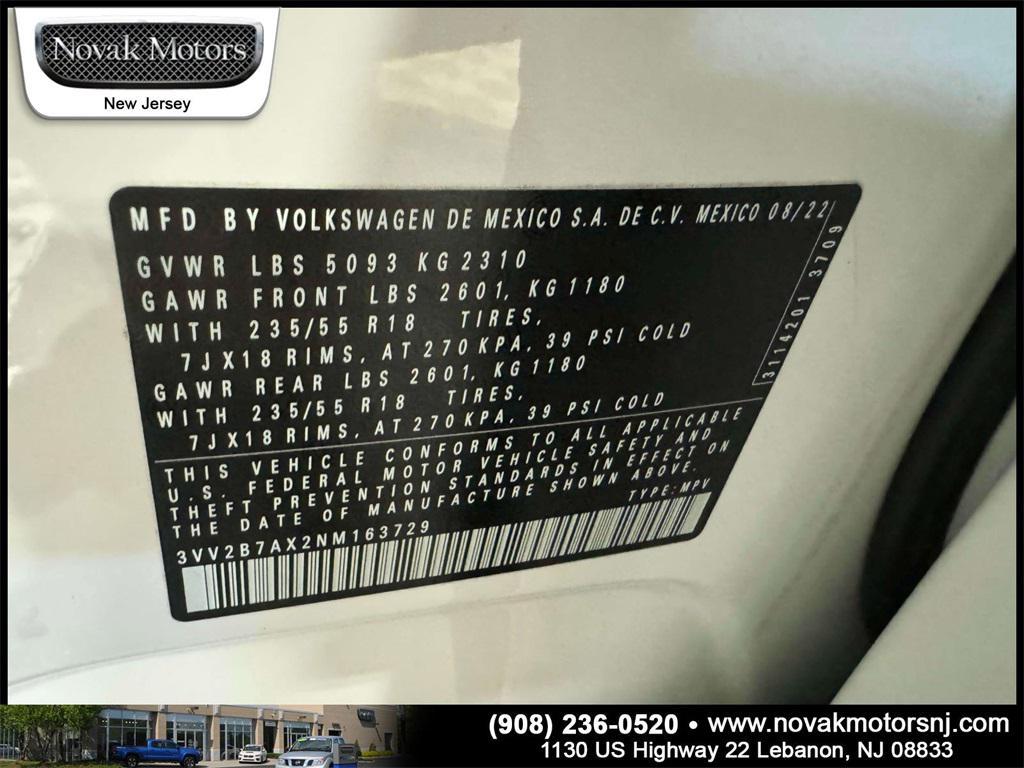 Novak Motors
New Jersey
MFD BY VOLKSWAGEN DE MEXICO S.A. DE C.V. MEXICO 08/22
GVWR LBS 5093 KG 2310
GAWR FRONT LBS 2601, KG 1180
WITH 235/55 R18 TIRES,
7JX18 RIMS, AT 270 KPA, 39 PSI COLD
GAWR REAR LBS 2601, KG 1180
WITH 235/55 R18 TIRES,
7JX18 RIMS, AT 270 KPA, 39 PSI COLD
3114201 3709
THIS VEHICLE CONFORMS TO ALL APPLICABLE
U.S. FEDERAL MOTOR VEHICLE SAFETY AND
THEFT PREVENTION STANDARDS IN EFFECT ON
THE DATE OF MANUFACTURE SHOWN ABOVE.
3VV2B7AX2NM163729 TYPE: MPV
(908) 236-0520 • www.novakmotorsnj.com
1130 US Highway 22 Lebanon, NJ 08833